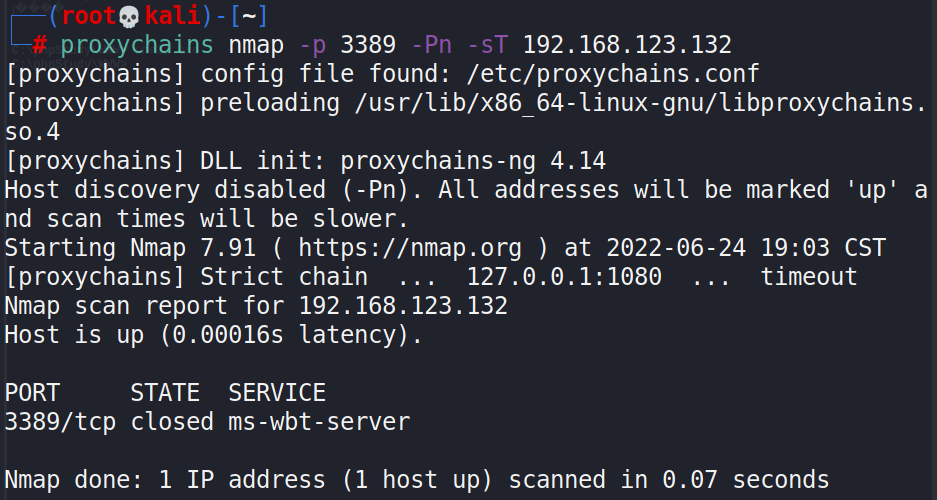 ┌──(root💀kali)-[~]
└─# proxychains nmap -p 3389 -Pn -sT 192.168.123.132
[proxychains] config file found: /etc/proxychains.conf
[proxychains] preloading /usr/lib/x86_64-linux-gnu/libproxychains.
so.4
[proxychains] DLL init: proxychains-ng 4.14
Host discovery disabled (-Pn). All addresses will be marked 'up' a
nd scan times will be slower.
Starting Nmap 7.91 ( https://nmap.org ) at 2022-06-24 19:03 CST
[proxychains] Strict chain  ...  127.0.0.1:1080  ...  timeout
Nmap scan report for 192.168.123.132
Host is up (0.00016s latency).
PORT     STATE  SERVICE
3389/tcp closed ms-wbt-server
Nmap done: 1 IP address (1 host up) scanned in 0.07 seconds